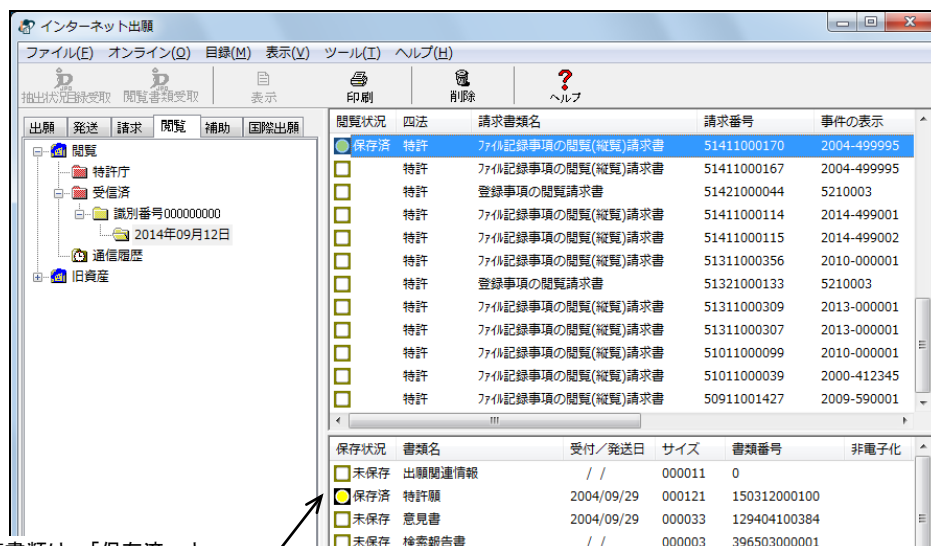 インターネット出願
ファイル(F) オンライン(O) 目録(M) 表示(V) ツール(T) ヘルプ(H)
抽出状況目録受取 閲覧書類受取 表示 印刷 削除 ヘルプ
出願 発送 請求 閲覧 補助 国際出願
閲覧
特許庁
受信済
識別番号000000000
2014年09月12日
通信履歴
旧資産
閲覧状況 四法 請求書類名 請求番号 事件の表示
保存済 特許 ファイル記録事項の閲覧(縦覧)請求書 51411000170 2004-499995
特許 ファイル記録事項の閲覧(縦覧)請求書 51411000167 2004-499995
特許 登録事項の閲覧請求書 51421000044 5210003
特許 ファイル記録事項の閲覧(縦覧)請求書 51411000114 2014-499001
特許 ファイル記録事項の閲覧(縦覧)請求書 51411000115 2014-499002
特許 ファイル記録事項の閲覧(縦覧)請求書 51311000356 2010-000001
特許 登録事項の閲覧請求書 51321000133 5210003
特許 ファイル記録事項の閲覧(縦覧)請求書 51311000309 2013-000001
特許 ファイル記録事項の閲覧(縦覧)請求書 51311000307 2013-000001
特許 ファイル記録事項の閲覧(縦覧)請求書 51011000099 2010-000001
特許 ファイル記録事項の閲覧(縦覧)請求書 51011000039 2000-412345
特許 ファイル記録事項の閲覧(縦覧)請求書 50911001427 2009-590001
保存状況 書類名 受付/発送日 サイズ 書類番号 非電子化
未保存 出願関連情報 / / 000011 0
保存済 特許願 2004/09/29 000121 150312000100
未保存 意見書 2004/09/29 000033 129404100384
未保存 検索報告書 / / 000003 396503000001